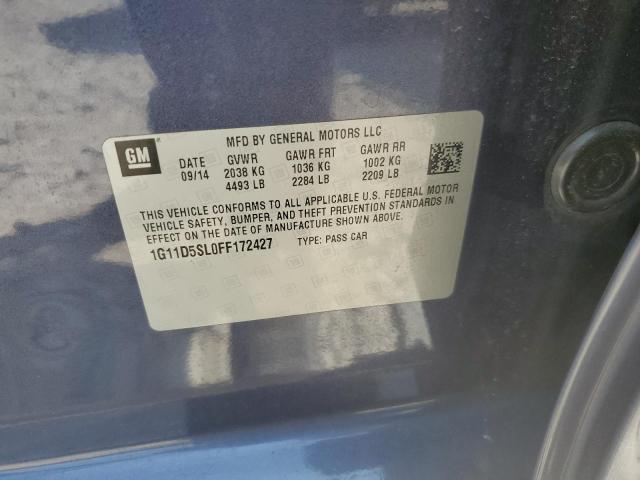 GM
MFD BY GENERAL MOTORS LLC
DATE GVWR GAWR FRT GAWR RR
09/14 2038 KG 1036 KG 1002 KG
4493 LB 2284 LB 2209 LB
THIS VEHICLE CONFORMS TO ALL APPLICABLE U.S. FEDERAL MOTOR
VEHICLE SAFETY, BUMPER, AND THEFT PREVENTION STANDARDS IN
EFFECT ON THE DATE OF MANUFACTURE SHOWN ABOVE.
1G11D5SL0FF172427 TYPE: PASS CAR